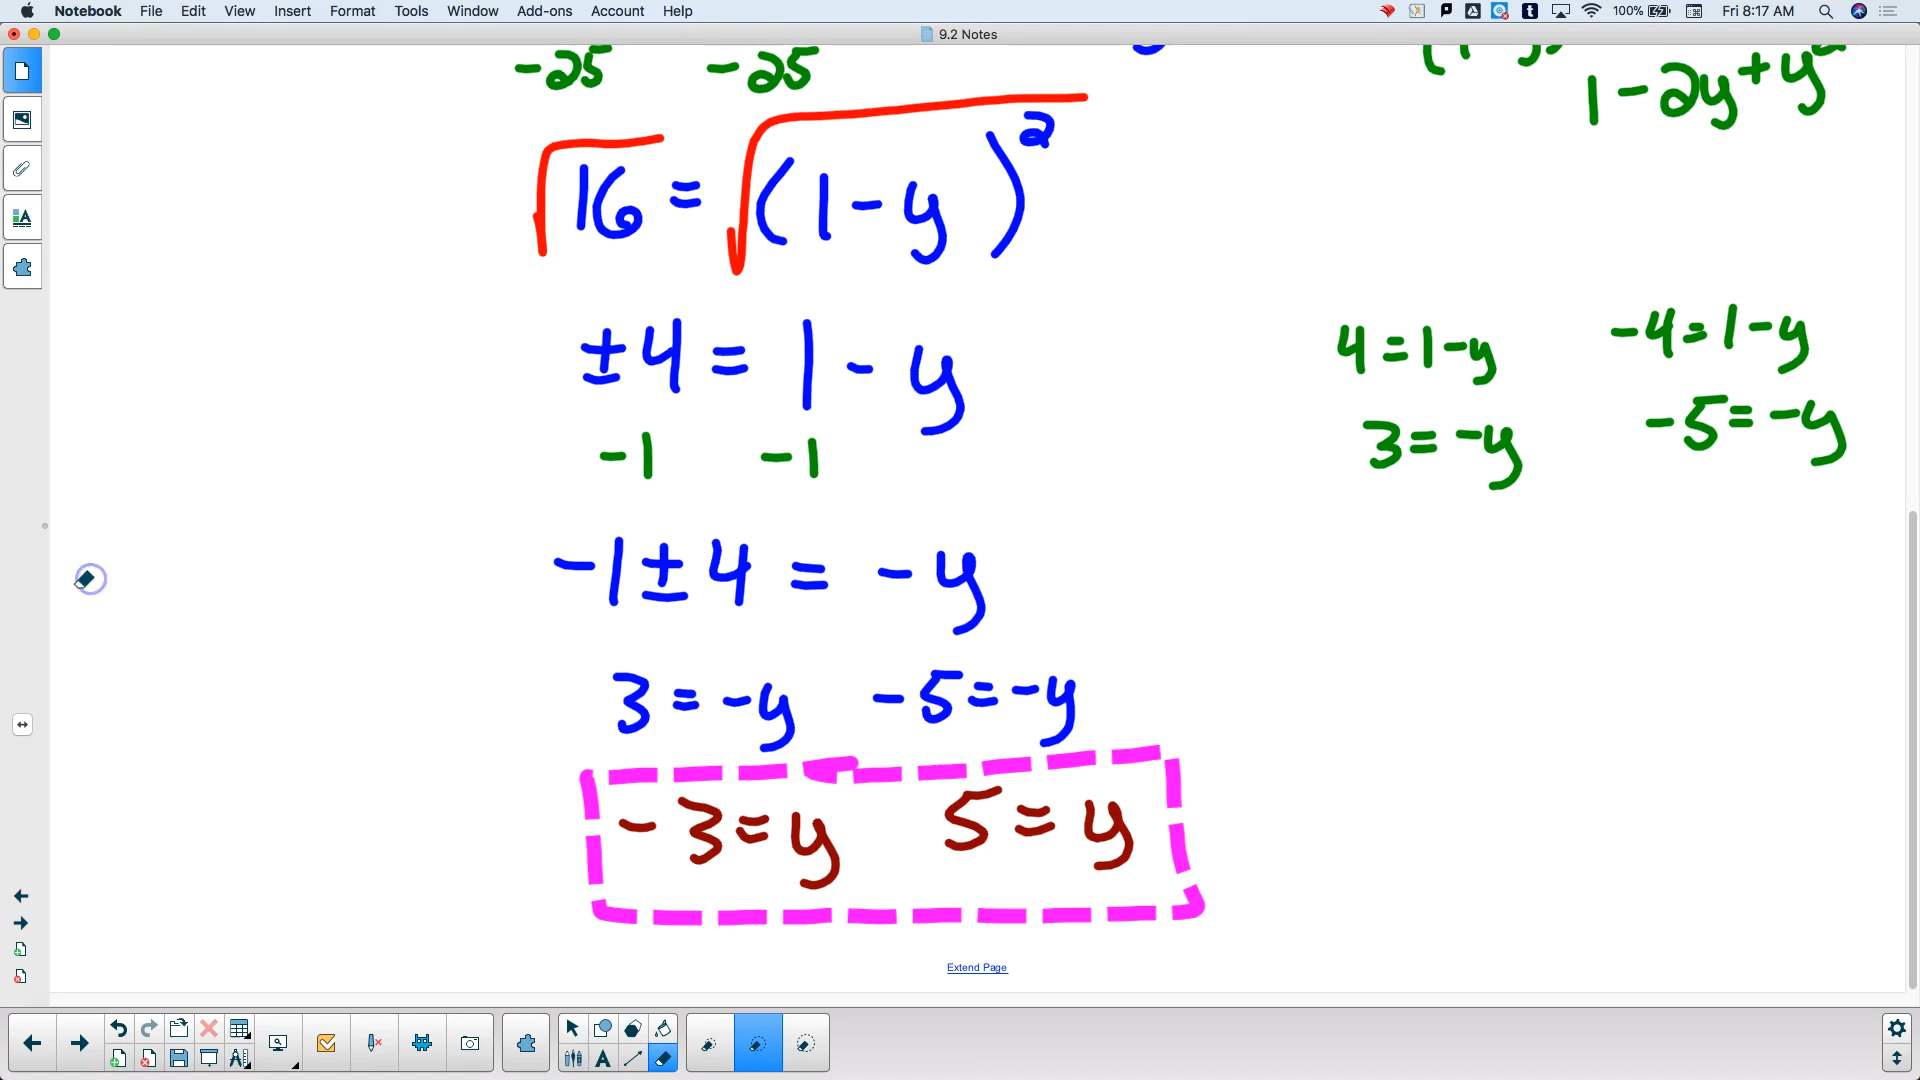 Notebook File Edit View Insert Format Tools Window Add-ons Account Help 100% Fri 8:17 AM
9.2 Notes
-25 -25
1-2y+y²
√16 = √(1-y)²
±4 = 1-y
-1 -1
-1±4 = -y
3=-y -5=-y
-3=y 5=y
4=1-y -4=1-y
3=-y -5=-y
Extend Page